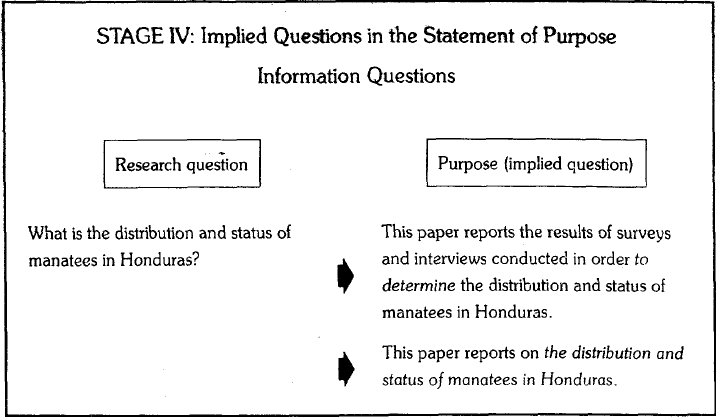 STAGE IV: Implied Questions in the Statement of Purpose
Information Questions
Research question
Purpose (implied question)
What is the distribution and status of
manatees in Honduras?
This paper reports the results of surveys
and interviews conducted in order to
determine the distribution and status of
manatees in Honduras.
This paper reports on the distribution and
status of manatees in Honduras.